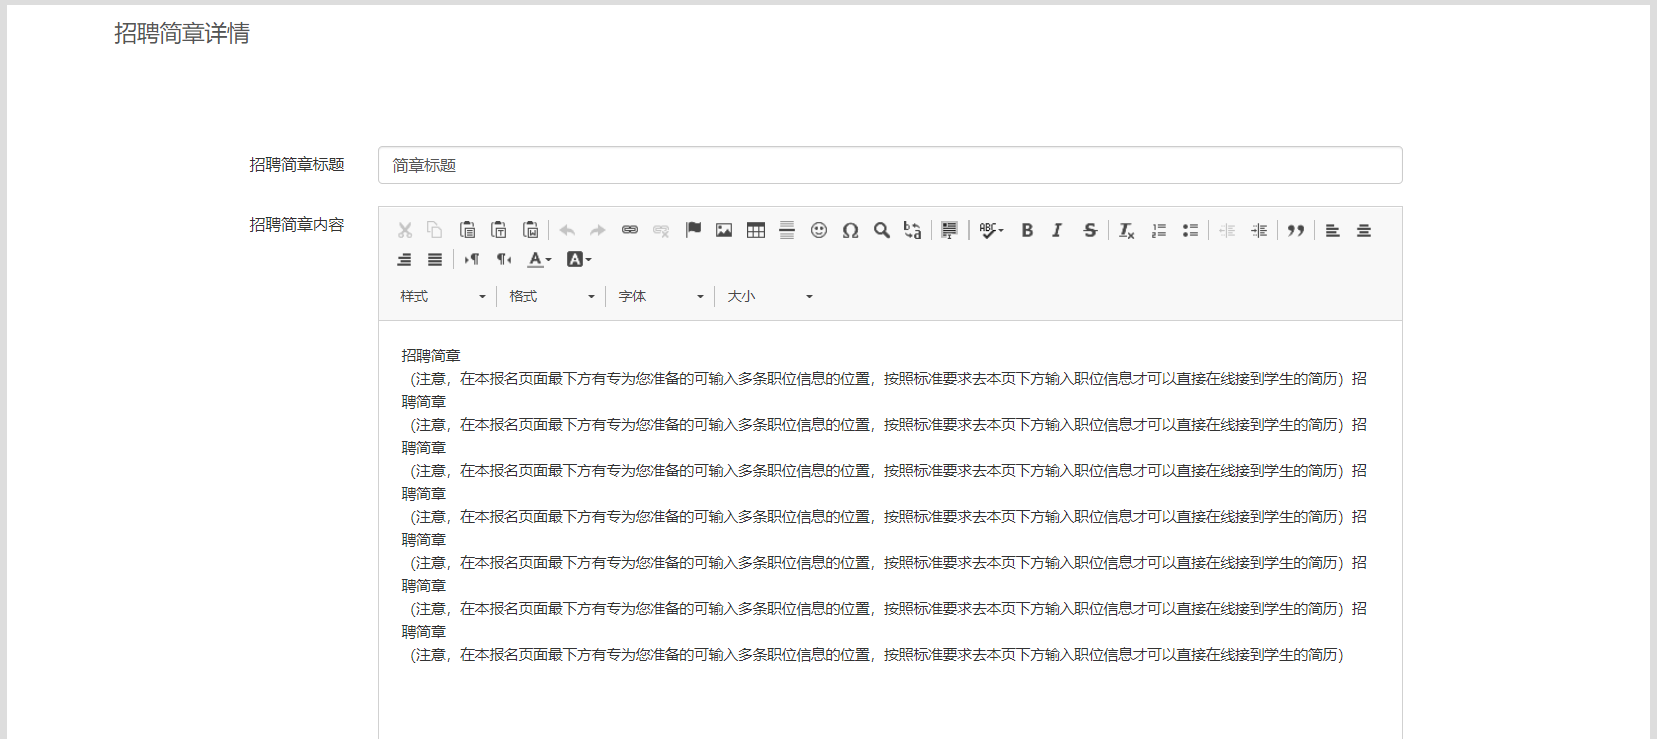 招聘简章详情
招聘简章标题
简章标题
招聘简章内容
样式
格式
字体
大小
招聘简章
（注意，在本报名页面最下方有专为您准备的可输入多条职位信息的位置，按照标准要求去本页下方输入职位信息才可以直接在线接到学生的简历）招
聘简章
（注意，在本报名页面最下方有专为您准备的可输入多条职位信息的位置，按照标准要求去本页下方输入职位信息才可以直接在线接到学生的简历）招
聘简章
（注意，在本报名页面最下方有专为您准备的可输入多条职位信息的位置，按照标准要求去本页下方输入职位信息才可以直接在线接到学生的简历）招
聘简章
（注意，在本报名页面最下方有专为您准备的可输入多条职位信息的位置，按照标准要求去本页下方输入职位信息才可以直接在线接到学生的简历）招
聘简章
（注意，在本报名页面最下方有专为您准备的可输入多条职位信息的位置，按照标准要求去本页下方输入职位信息才可以直接在线接到学生的简历）招
聘简章
（注意，在本报名页面最下方有专为您准备的可输入多条职位信息的位置，按照标准要求去本页下方输入职位信息才可以直接在线接到学生的简历）招
聘简章
（注意，在本报名页面最下方有专为您准备的可输入多条职位信息的位置，按照标准要求去本页下方输入职位信息才可以直接在线接到学生的简历）